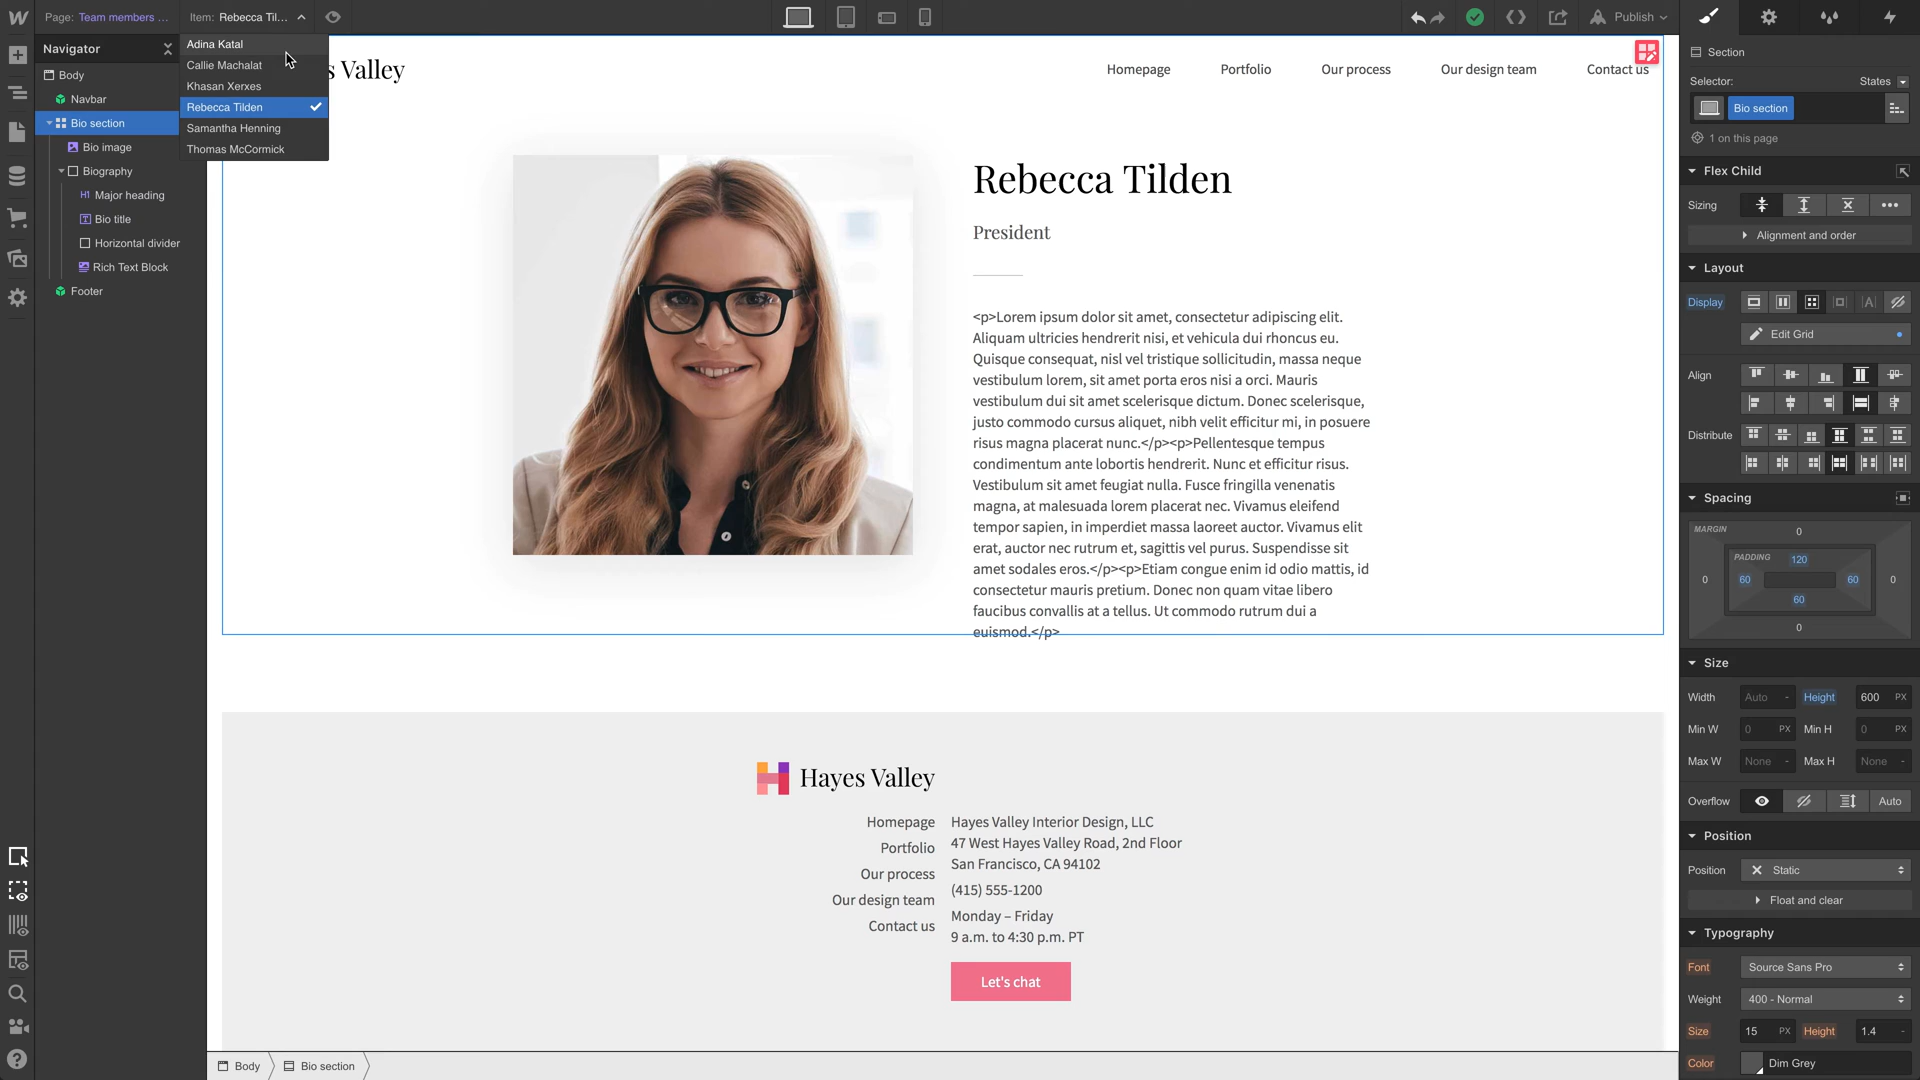 Page: Team members ...
Item: Rebecca Til...
Publish
Navigator
Body
Navbar
Bio section
Bio image
Biography
H1 Major heading
Bio title
Horizontal divider
Rich Text Block
Footer
Adina Katal
Callie Machalat
Khasan Xerxes
Rebecca Tilden
Samantha Henning
Thomas McCormick
s Valley
Homepage
Portfolio
Our process
Our design team
Contact us
Rebecca Tilden
President
<p>Lorem ipsum dolor sit amet, consectetur adipiscing elit.
Aliquam ultricies hendrerit nisi, et vehicula dui rhoncus eu.
Quisque consequat, nisl vel tristique sollicitudin, massa neque
vestibulum lorem, sit amet porta eros nisi a orci. Mauris
vestibulum dui sit amet scelerisque dictum. Donec scelerisque,
justo commodo cursus aliquet, nibh velit efficitur mi, in posuere
risus magna placerat nunc.</p><p>Pellentesque tempus
condimentum ante lobortis hendrerit. Nunc et efficitur risus.
Vestibulum sit amet feugiat nulla. Fusce fringilla venenatis
magna, at malesuada lorem placerat nec. Vivamus eleifend
tempor sapien, in imperdiet massa laoreet auctor. Vivamus elit
erat, auctor nec rutrum et, sagittis vel purus. Suspendisse sit
amet sodales eros.</p><p>Etiam congue enim id odio mattis, id
consectetur mauris pretium. Donec non quam vitae libero
faucibus convallis at a tellus. Ut commodo rutrum dui a
euismod.</p>
Hayes Valley
Homepage
Portfolio
Our process
Our design team
Contact us
Hayes Valley Interior Design, LLC
47 West Hayes Valley Road, 2nd Floor
San Francisco, CA 94102
(415) 555-1200
Monday – Friday
9 a.m. to 4:30 p.m. PT
Let's chat
Body
Bio section
Section
Selector:
States
Bio section
1 on this page
Flex Child
Sizing
Alignment and order
Layout
Display
Edit Grid
Align
Distribute
Spacing
MARGIN
0
PADDING
120
0
60
60
0
60
0
Size
Width Auto -
Height 600 PX
Min W 0 PX
Min H 0 PX
Max W None -
Max H None -
Overflow
Auto
Position
Position
Static
Float and clear
Typography
Font
Source Sans Pro
Weight
400 - Normal
Size 15 PX
Height 1.4 -
Color
Dim Grey